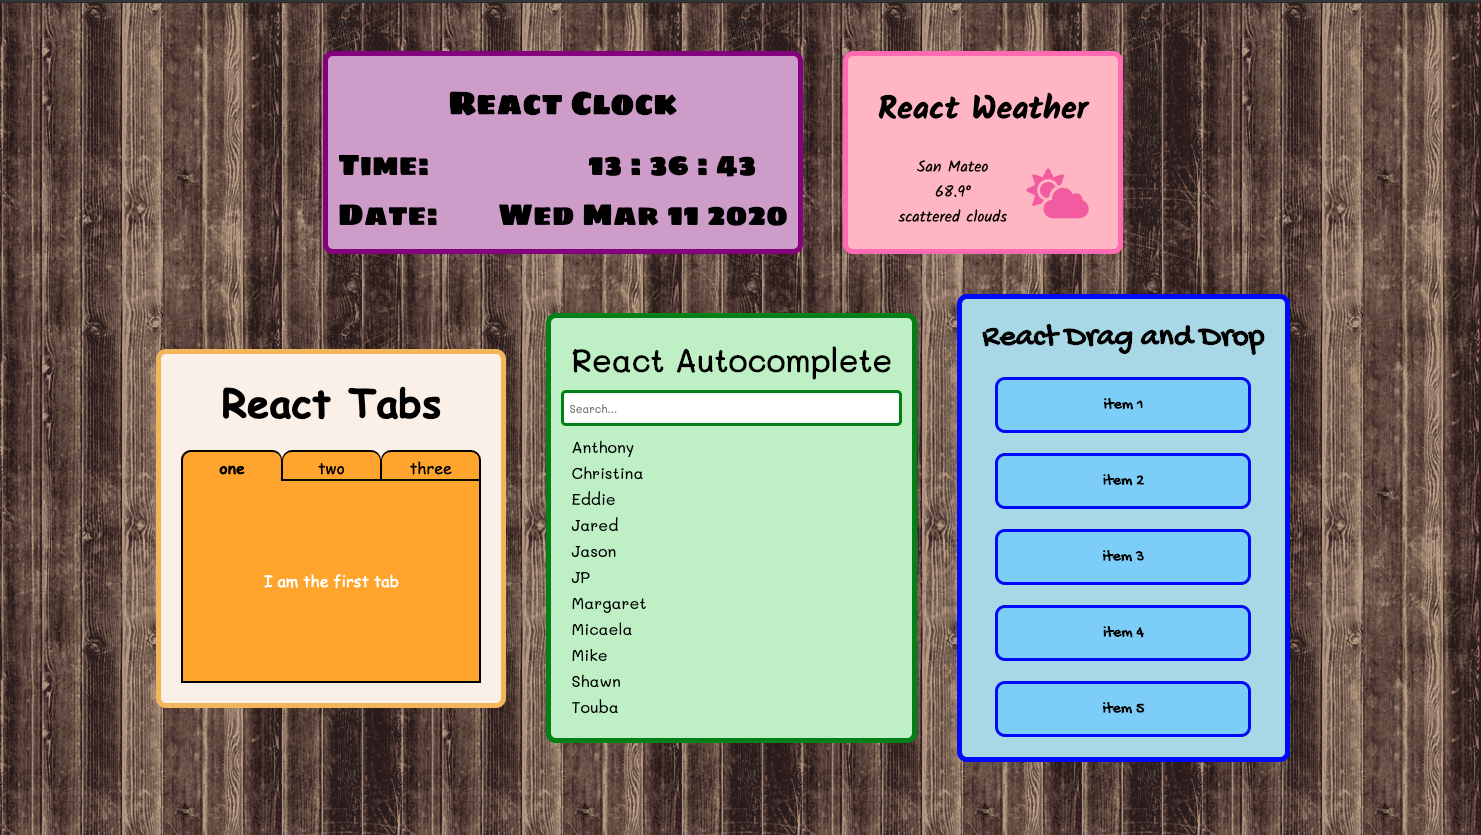 React Clock
Time: 13 : 36 : 43
Date: Wed Mar 11 2020
React Weather
San Mateo
68.9°
scattered clouds
React Tabs
one two three
I am the first tab
React Autocomplete
Search...
Anthony
Christina
Eddie
Jared
Jason
JP
Margaret
Micaela
Mike
Shawn
Touba
React Drag and Drop
item 1
item 2
item 3
item 4
item 5